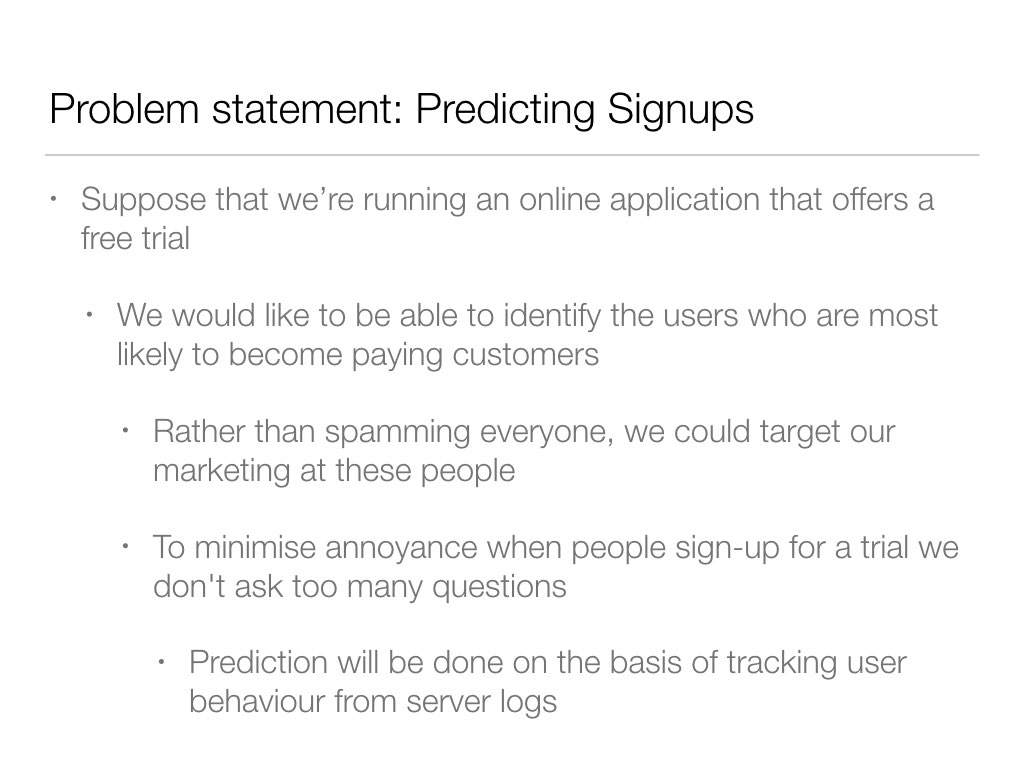 Problem statement: Predicting Signups
• Suppose that we’re running an online application that offers a
free trial
• We would like to be able to identify the users who are most
likely to become paying customers
• Rather than spamming everyone, we could target our
marketing at these people
• To minimise annoyance when people sign-up for a trial we
don't ask too many questions
• Prediction will be done on the basis of tracking user
behaviour from server logs